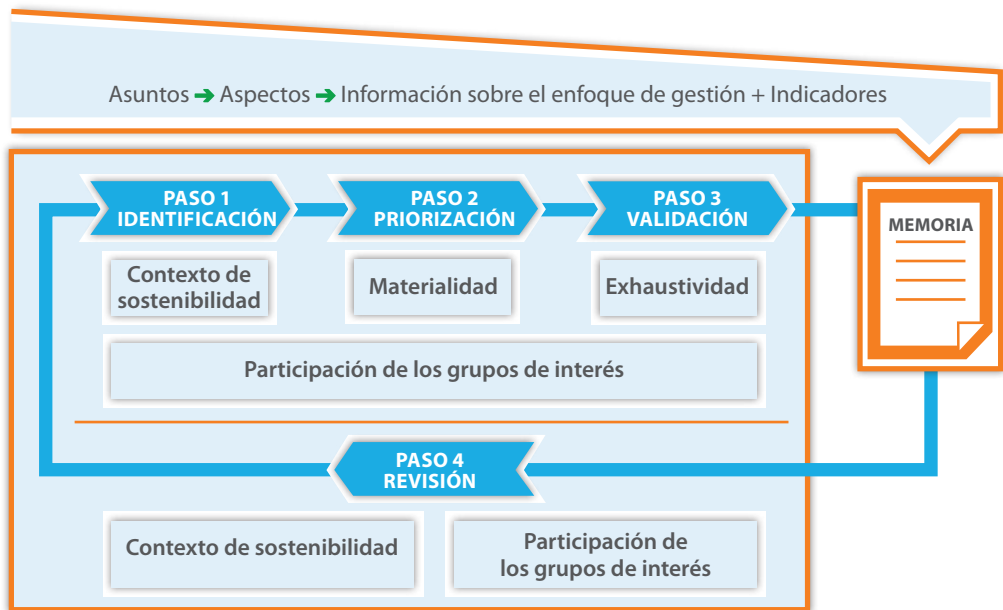 Asuntos ➔ Aspectos ➔ Información sobre el enfoque de gestión + Indicadores
PASO 1
IDENTIFICACIÓN
PASO 2
PRIORIZACIÓN
PASO 3
VALIDACIÓN
MEMORIA
Contexto de
sostenibilidad
Materialidad
Exhaustividad
Participación de los grupos de interés
PASO 4
REVISIÓN
Contexto de sostenibilidad
Participación de
los grupos de interés